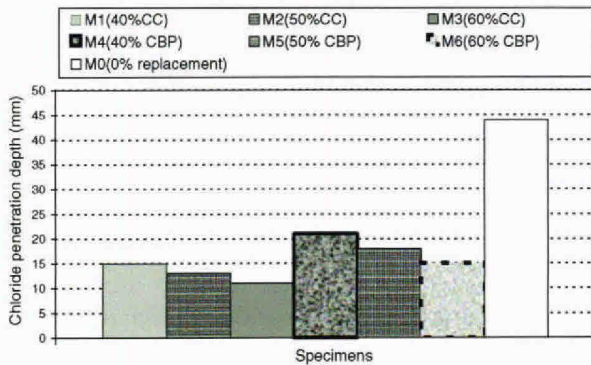 M1(40%CC) M2(50%CC) M3(60%CC)
M4(40% CBP) M5(50% CBP) M6(60% CBP)
M0(0% replacement)
Chloride penetration depth (mm)
50
45
40
35
30
25
20
15
10
5
0
Specimens